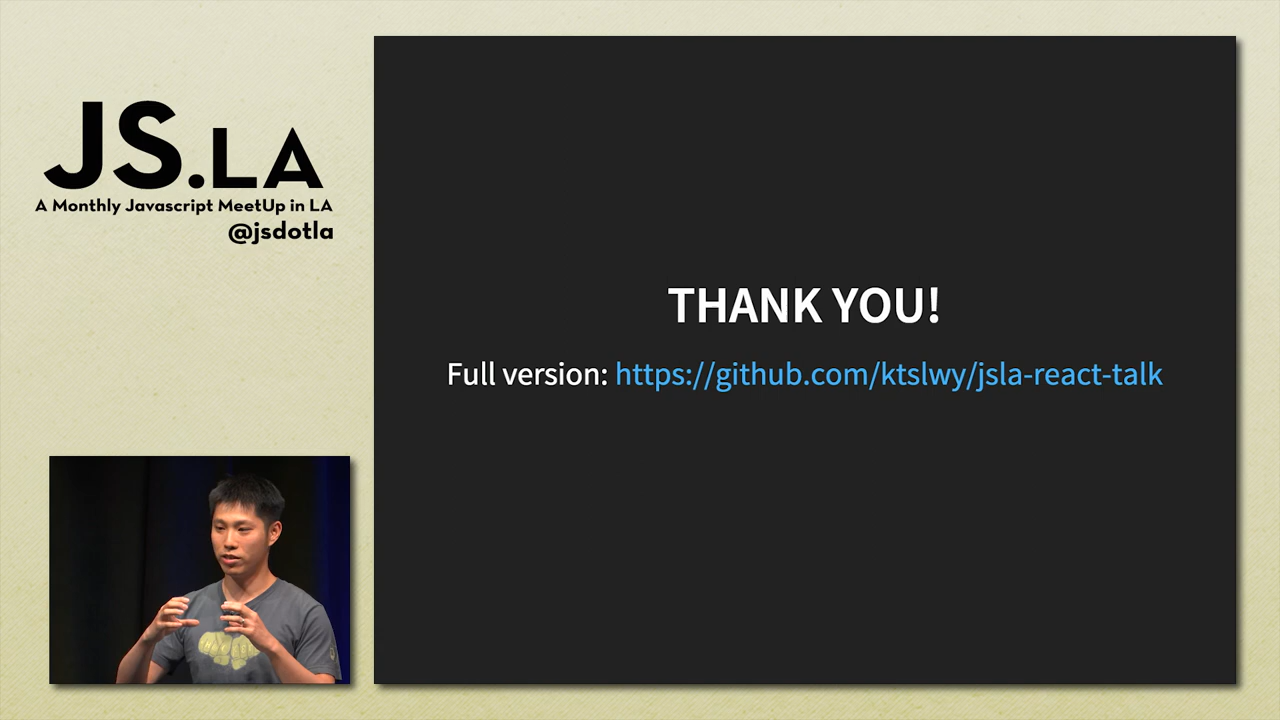 JS.LA
A Monthly Javascript MeetUp in LA
@jsdotla
THANK YOU!
Full version: https://github.com/ktslwy/jsla-react-talk